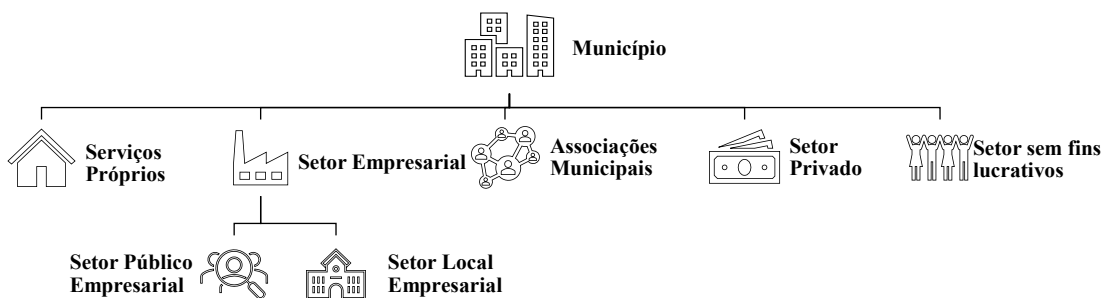 Município
Serviços
Próprios
Setor Empresarial
Associações
Municipais
Setor
Privado
Setor sem fins
lucrativos
Setor Público
Empresarial
Setor Local
Empresarial